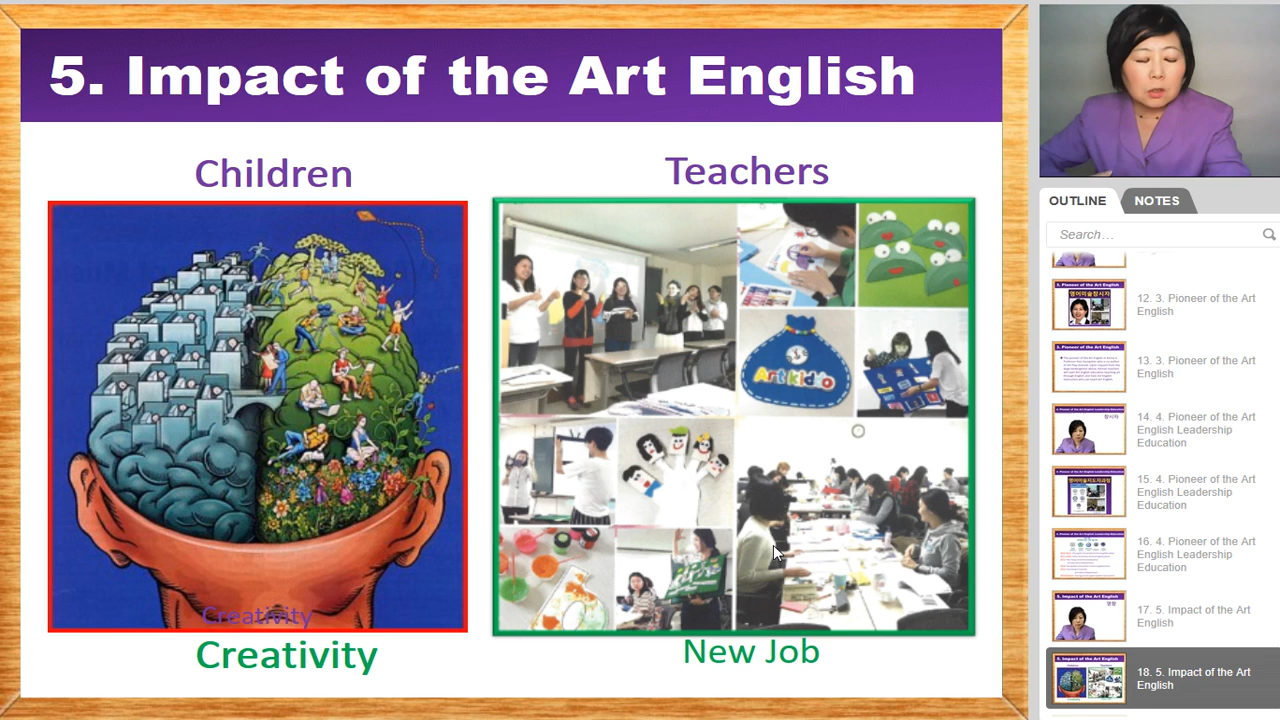 5. Impact of the Art English
Children
Teachers
Art kidzo
Creativity
Creativity
New Job
OUTLINE
NOTES
Search…
12. 3. Pioneer of the Art
English
13. 3. Pioneer of the Art
English
14. 4. Pioneer of the Art
English Leadership
Education
15. 4. Pioneer of the Art
English Leadership
Education
16. 4. Pioneer of the Art
English Leadership
Education
17. 5. Impact of the Art
English
18. 5. Impact of the Art
English